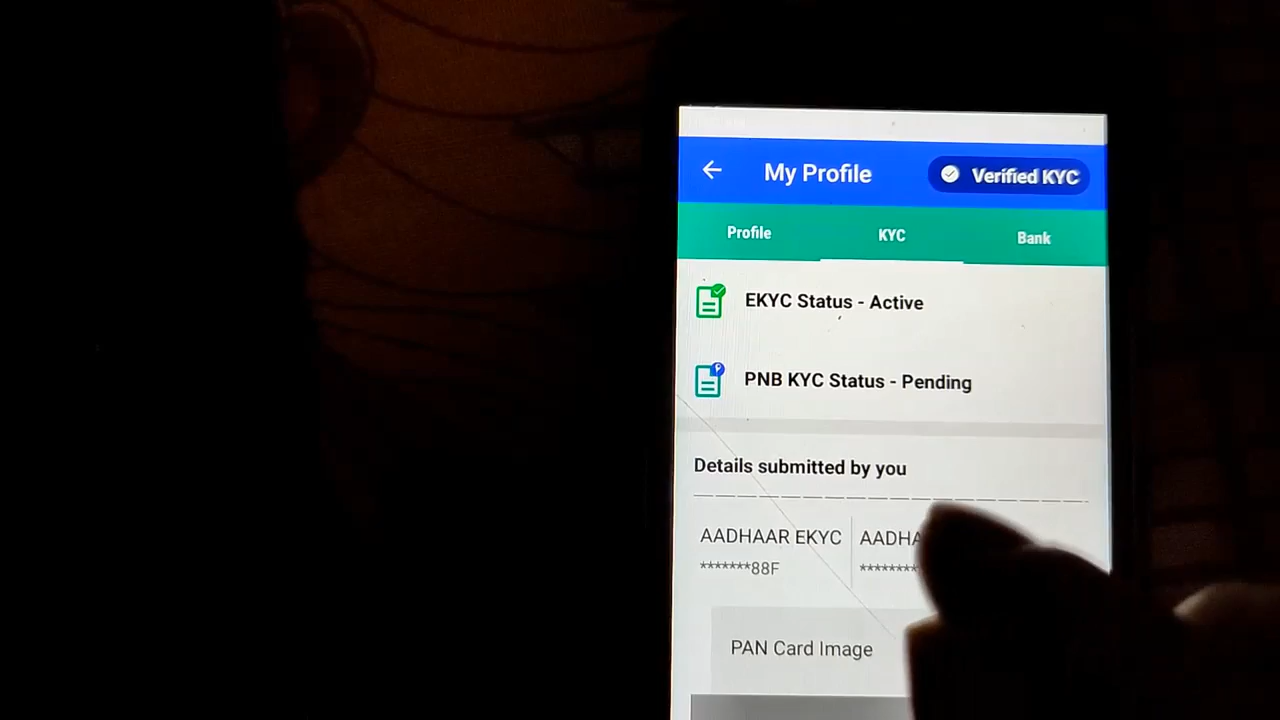 My Profile
Verified KYC
Profile
KYC
Bank
EKYC Status - Active
PNB KYC Status - Pending
Details submitted by you
AADHAAR EKYC
*******88F
PAN Card Image